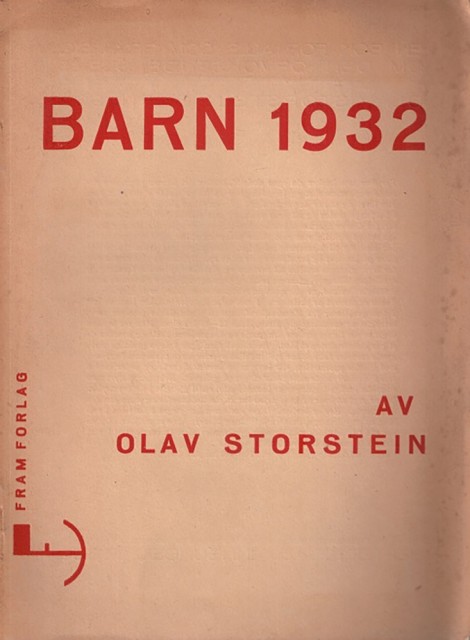 BARN 1932
AV
OLAV STORSTEIN
FRAM FORLAG